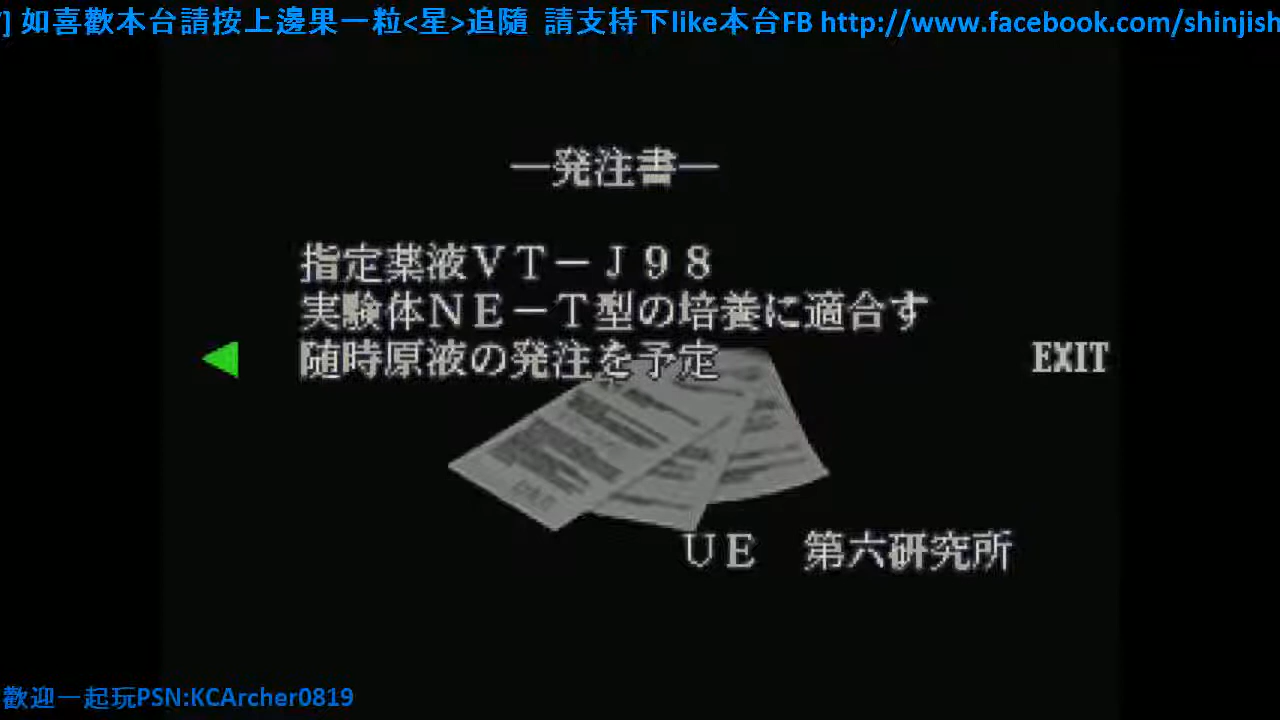 ] 如喜歡本台請按上邊果一粒<星>追隨 請支持下like本台FB http://www.facebook.com/shinjish
―発注書―
指定薬液VT－J98
実験体NE－T型の培養に適合す
随時原液の発注を予定
EXIT
UE 第六研究所
歡迎一起玩PSN:KCArcher0819